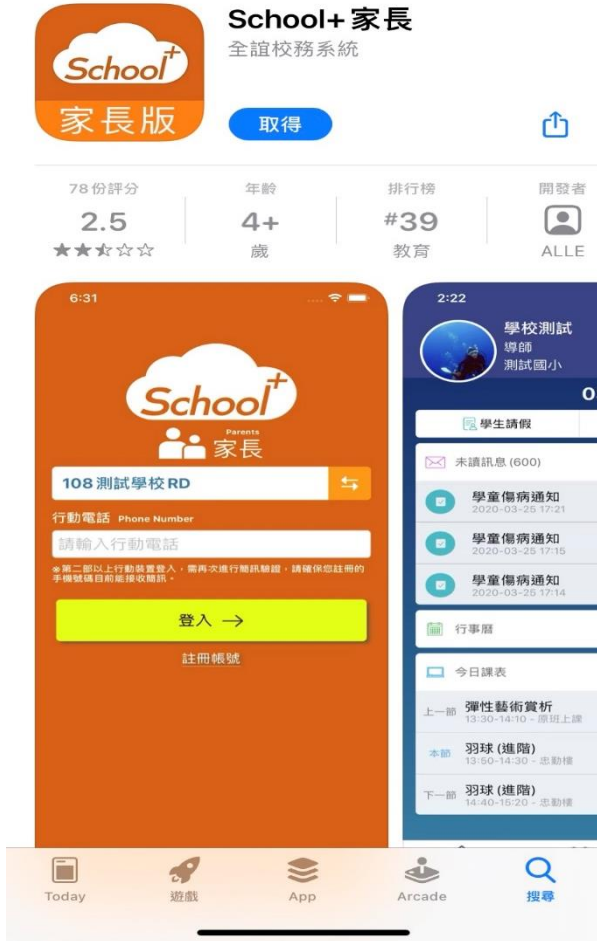 School+ 家長
全誼校務系統
School+
家長版
取得
78份評分
2.5
年齡
4+
歲
排行榜
#39
教育
開發者
ALLE
6:31
School+
Parents
家長
108 測試學校 RD
行動電話 Phone Number
請輸入行動電話
※第二部以上行動裝置登入，需再次進行簡訊驗證，請確保您註冊的
手機號碼目前能接收簡訊。
登入 →
註冊帳號
2:22
學校測試
導師
測試國小
學生請假
未讀訊息 (600)
學童傷病通知
2020-03-25 17:21
學童傷病通知
2020-03-25 17:15
學童傷病通知
2020-03-25 17:14
行事曆
今日課表
上一節 彈性藝術賞析
13:30-14:10 - 原班上課
本節 羽球 (進階)
13:50-14:30 - 忠勤樓
下一節 羽球 (進階)
14:40-15:20 - 忠勤樓
Today
遊戲
App
Arcade
搜尋